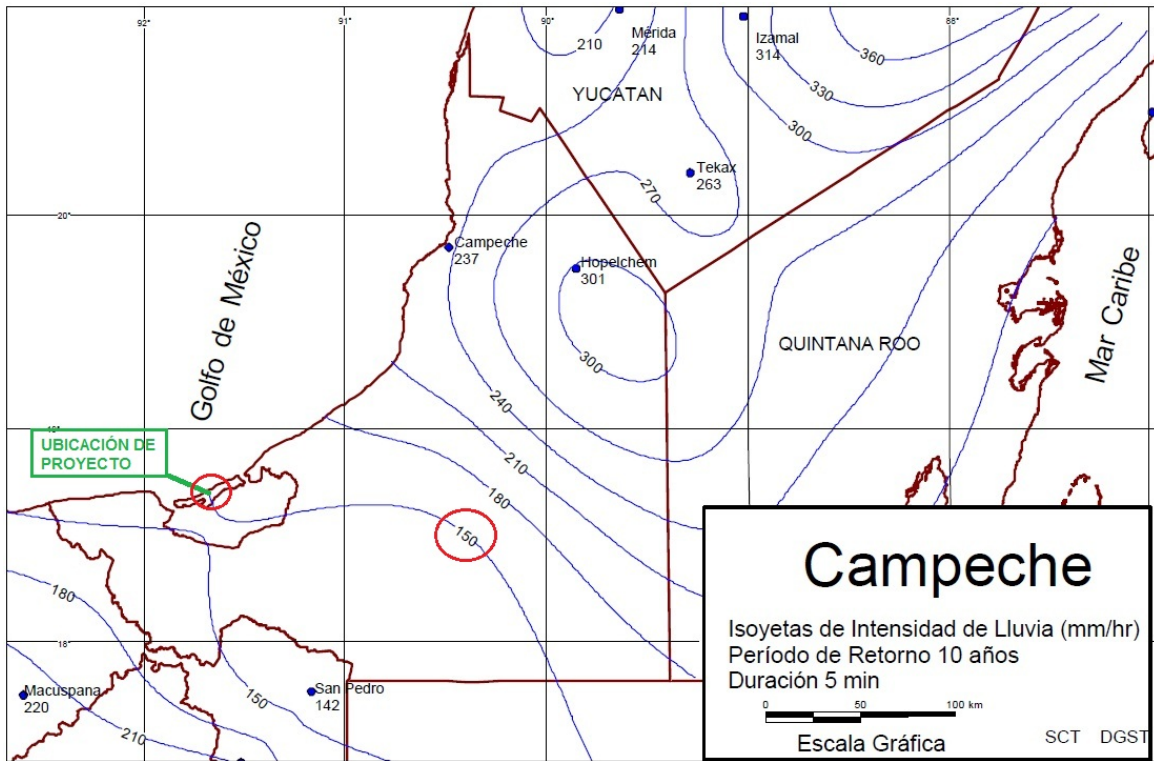 92°
91°
90°
88°
210
Mérida
214
Izamal
314
360
330
300
YUCATAN
Tekax
263
270
20°
Golfo de México
Campeche
237
Hopelchem
301
300
Mar Caribe
QUINTANA ROO
240
UBICACIÓN DE
PROYECTO
210
180
150
180
18°
Macuspana
220
150
San Pedro
142
210
Campeche
Isoyetas de Intensidad de Lluvia (mm/hr)
Período de Retorno 10 años
Duración 5 min
0 50 100 km
Escala Gráfica
SCT DGST